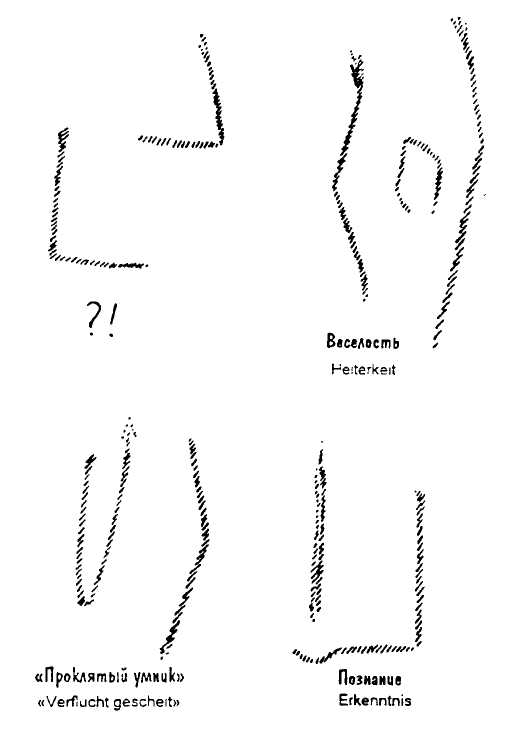 ?!
Веселость
Heiterkeit
«Проклятый умник»
«Verflucht gescheit»
Познание
Erkenntnis